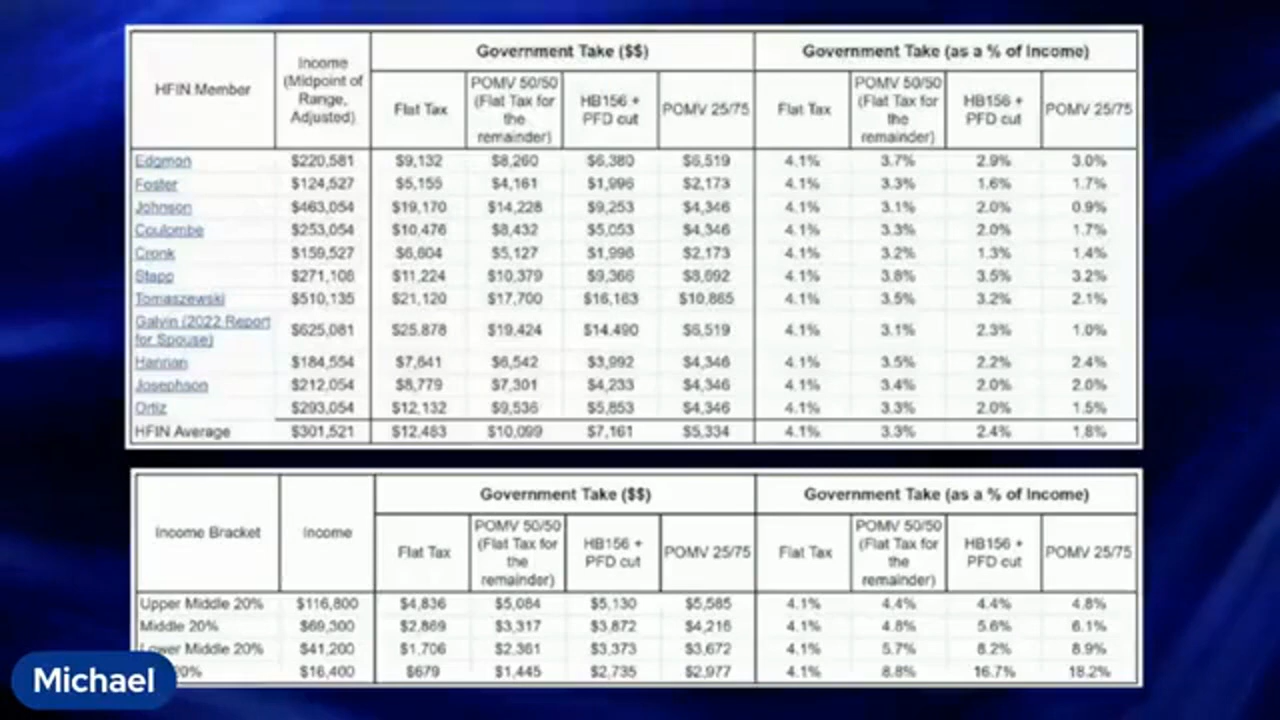 HFIN Member | Income (Midpoint of Range, Adjusted) | Government Take ($$) | Government Take (as a % of Income)
Flat Tax | POMV 50/50 (Flat Tax for the remainder) | HB156 + PFD cut | POMV 25/75 | Flat Tax | POMV 50/50 (Flat Tax for the remainder) | HB156 + PFD cut | POMV 25/75
Edgmon $220,581 $9,132 $8,260 $6,380 $6,519 4.1% 3.7% 2.9% 3.0%
Foster $124,527 $5,155 $4,161 $1,996 $2,173 4.1% 3.3% 1.6% 1.7%
Johnson $463,054 $19,170 $14,228 $9,253 $4,346 4.1% 3.1% 2.0% 0.9%
Coulombe $253,054 $10,476 $8,432 $5,053 $4,346 4.1% 3.3% 2.0% 1.7%
Cronk $159,527 $6,604 $5,127 $1,996 $2,173 4.1% 3.2% 1.3% 1.4%
Stapp $271,108 $11,224 $10,379 $9,366 $8,692 4.1% 3.8% 3.5% 3.2%
Tomaszewski $510,135 $21,120 $17,700 $16,163 $10,865 4.1% 3.5% 3.2% 2.1%
Galvin (2022 Report for Spouse) $625,081 $25,878 $19,424 $14,490 $6,519 4.1% 3.1% 2.3% 1.0%
Hannan $184,554 $7,641 $6,542 $3,992 $4,346 4.1% 3.5% 2.2% 2.4%
Josephson $212,054 $8,779 $7,301 $4,233 $4,346 4.1% 3.4% 2.0% 2.0%
Ortiz $293,054 $12,132 $9,536 $5,853 $4,346 4.1% 3.3% 2.0% 1.5%
HFIN Average $301,521 $12,483 $10,099 $7,161 $5,334 4.1% 3.3% 2.4% 1.8%
Income Bracket | Income | Government Take ($$) | Government Take (as a % of Income)
Flat Tax | POMV 50/50 (Flat Tax for the remainder) | HB156 + PFD cut | POMV 25/75 | Flat Tax | POMV 50/50 (Flat Tax for the remainder) | HB156 + PFD cut | POMV 25/75
Upper Middle 20% $116,800 $4,836 $5,084 $5,130 $5,585 4.1% 4.4% 4.4% 4.8%
Middle 20% $69,300 $2,869 $3,317 $3,872 $4,216 4.1% 4.8% 5.6% 6.1%
Lower Middle 20% $41,200 $1,706 $2,361 $3,373 $3,672 4.1% 5.7% 8.2% 8.9%
20% $16,400 $679 $1,445 $2,735 $2,977 4.1% 8.8% 16.7% 18.2%
Michael